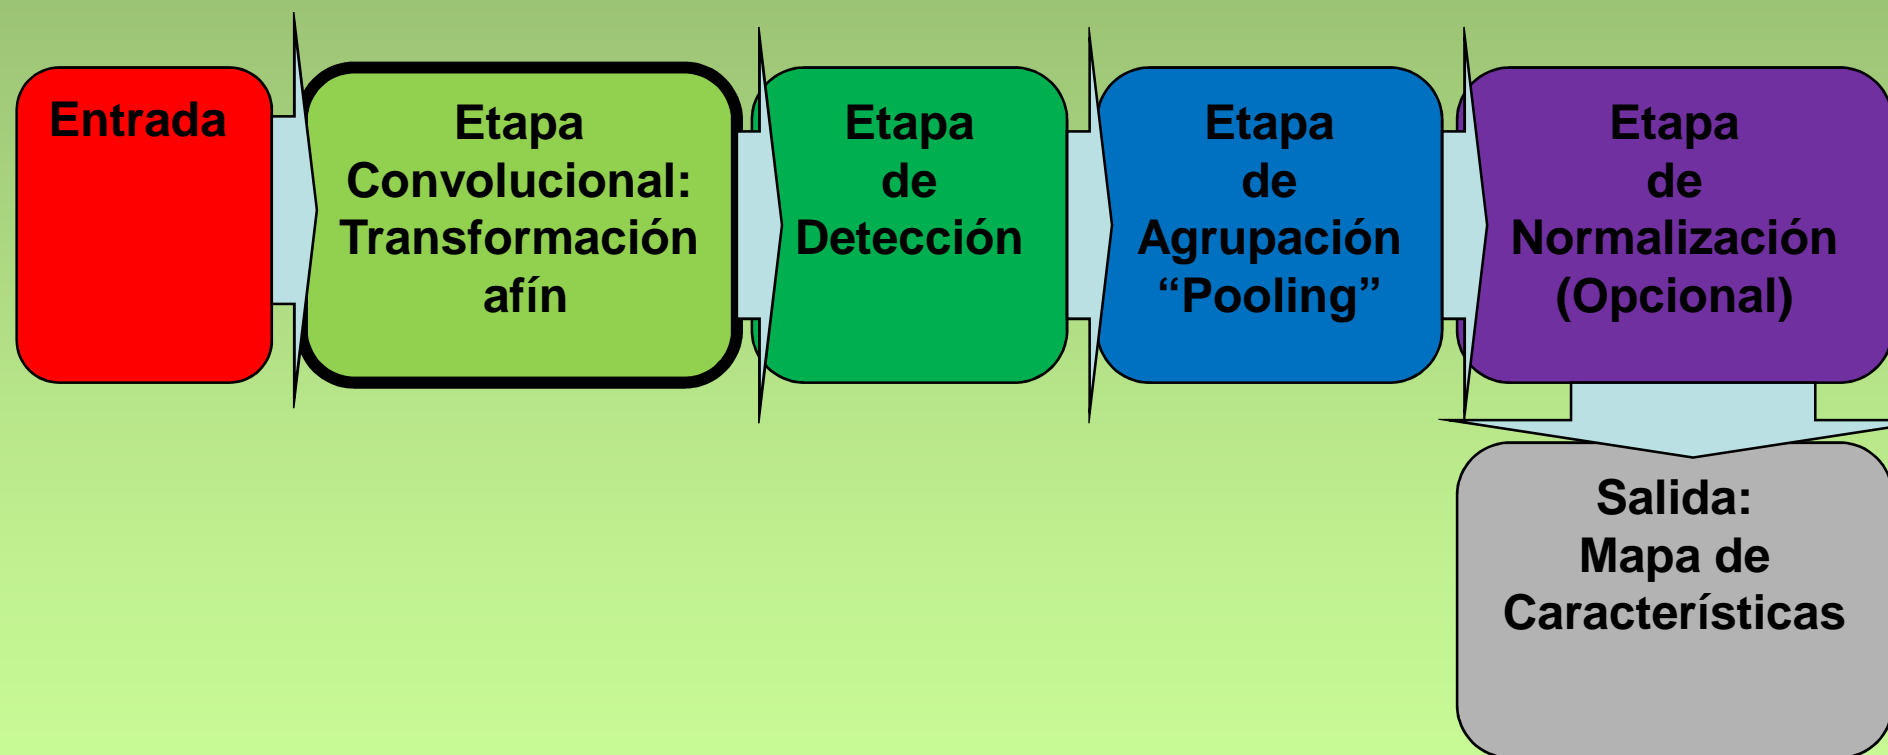 Entrada
Etapa
Convolucional:
Transformación
afín
Etapa
de
Detección
Etapa
de
Agrupación
“Pooling”
Etapa
de
Normalización
(Opcional)
Salida:
Mapa de
Características